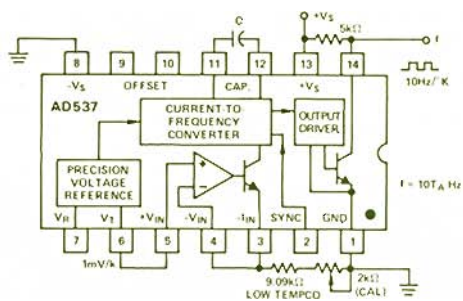 C
+VS
5kΩ
f
8
9
10
11
12
13
14
-VS
OFFSET
CAP.
+VS
10Hz/°K
AD537
CURRENT-TO
FREQUENCY
CONVERTER
OUTPUT
DRIVER
PRECISION
VOLTAGE
REFERENCE
+
-
f = 10TA Hz
VR
VT
+VIN
-VIN
-IIN
SYNC
GND
7
6
5
4
3
2
1
1mV/k
9.09kΩ
LOW TEMPCO
2kΩ
(CAL)